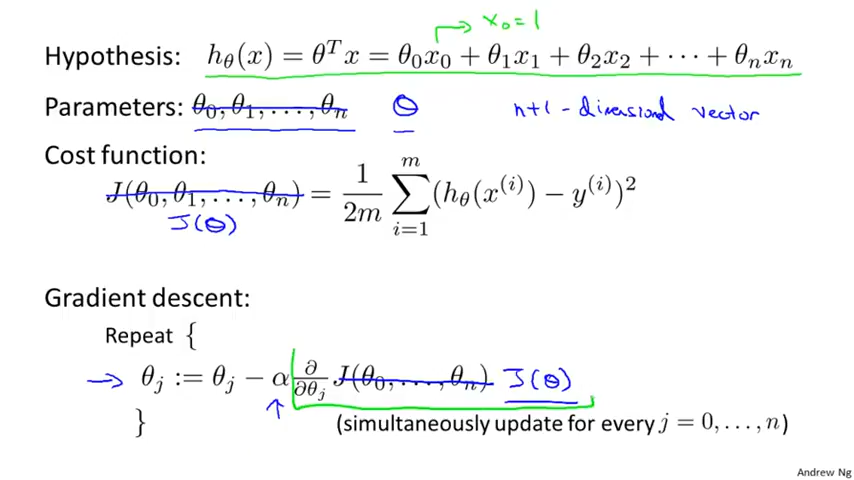 x₀ = 1
Hypothesis: h_θ(x) = θᵀx = θ₀x₀ + θ₁x₁ + θ₂x₂ + ⋯ + θₙxₙ
Parameters: θ₀, θ₁, . . . , θₙ θ n+1 - dimensional vector
Cost function:
J(θ₀, θ₁, . . . , θₙ) = 1/2m ∑_{i=1}^{m} (h_θ(x⁽ⁱ⁾) − y⁽ⁱ⁾)²
J(θ)
Gradient descent:
Repeat {
→ θⱼ := θⱼ − α ∂/∂θⱼ J(θ₀, . . . , θₙ) J(θ)
} (simultaneously update for every j = 0, . . . , n)
Andrew Ng